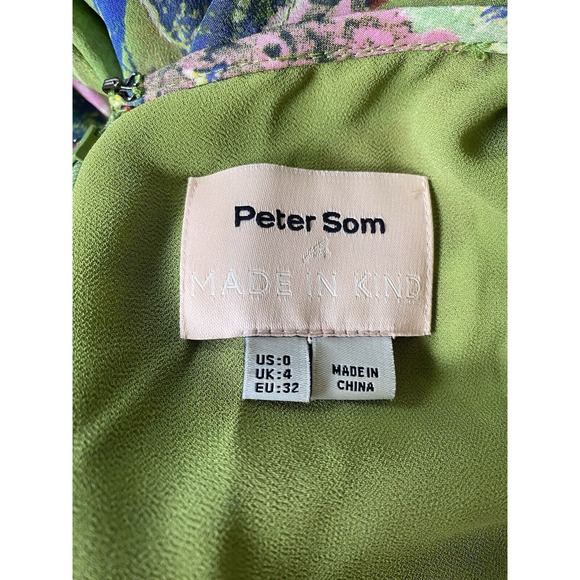 Peter Som
MADE IN KIND
US:0
UK:4
EU:32
MADE IN
CHINA